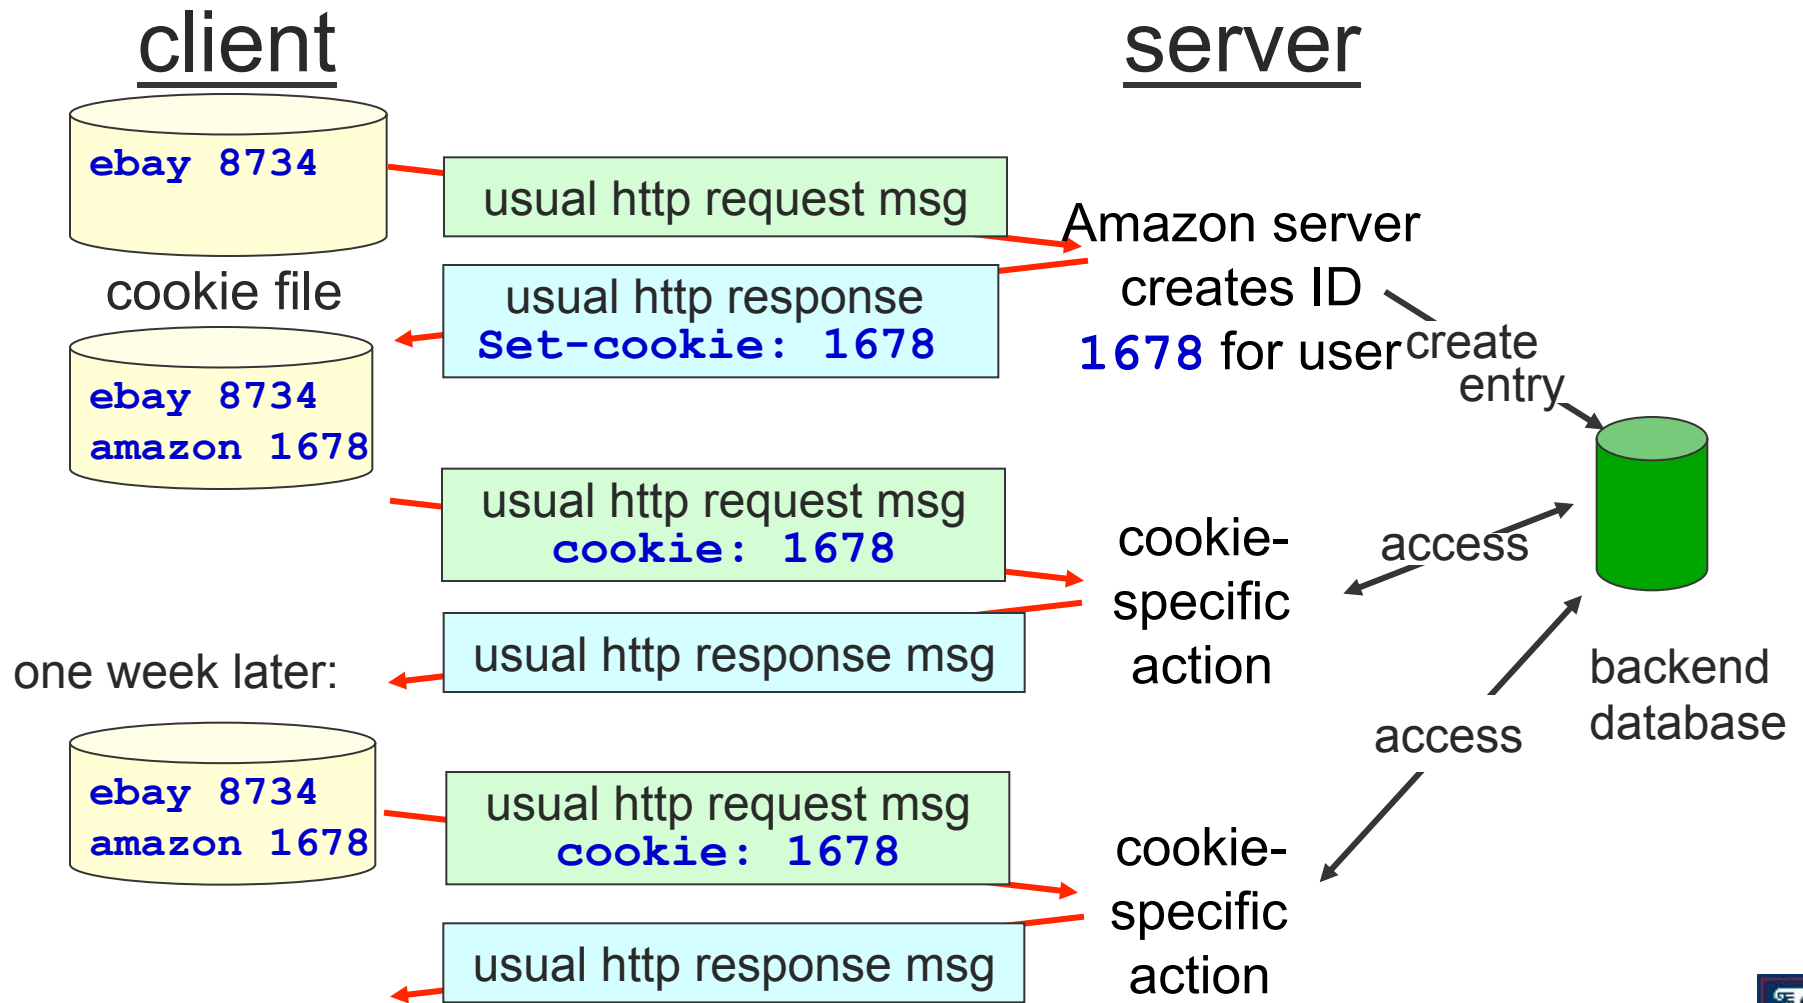 client
server
ebay 8734
usual http request msg
Amazon server
creates ID
1678 for user
cookie file
usual http response
Set-cookie: 1678
create
entry
ebay 8734
amazon 1678
usual http request msg
cookie: 1678
cookie-
specific
action
access
usual http response msg
one week later:
backend
database
access
ebay 8734
amazon 1678
usual http request msg
cookie: 1678
cookie-
specific
action
usual http response msg